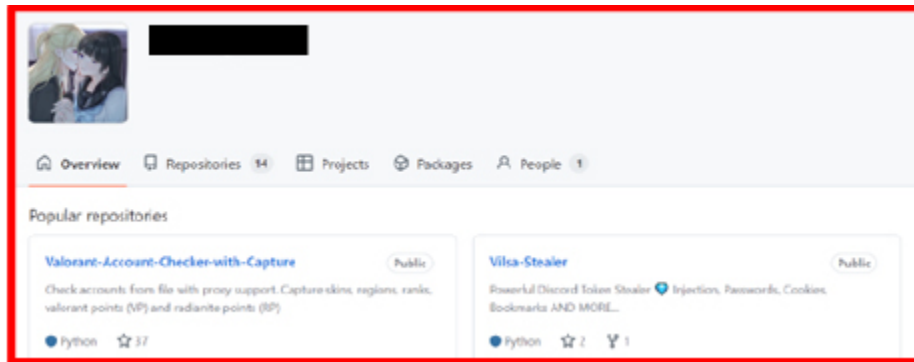 Overview
Repositories 14
Projects
Packages
People 1
Popular repositories
Valorant-Account-Checker-with-Capture
Public
Check accounts from file with proxy support. Capture skins, regions, ranks,
valorant points (VP) and radianite points (RP)
Python
37
Vilsa-Stealer
Public
Powerful Discord Token Stealer 💎 Injection, Passwords, Cookies,
Bookmarks AND MORE...
Python
2
1